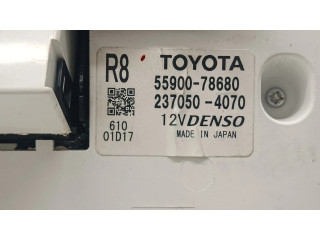 R8 TOYOTA
55900-78680
237050-4070
610 12V DENSO
01D17 MADE IN JAPAN